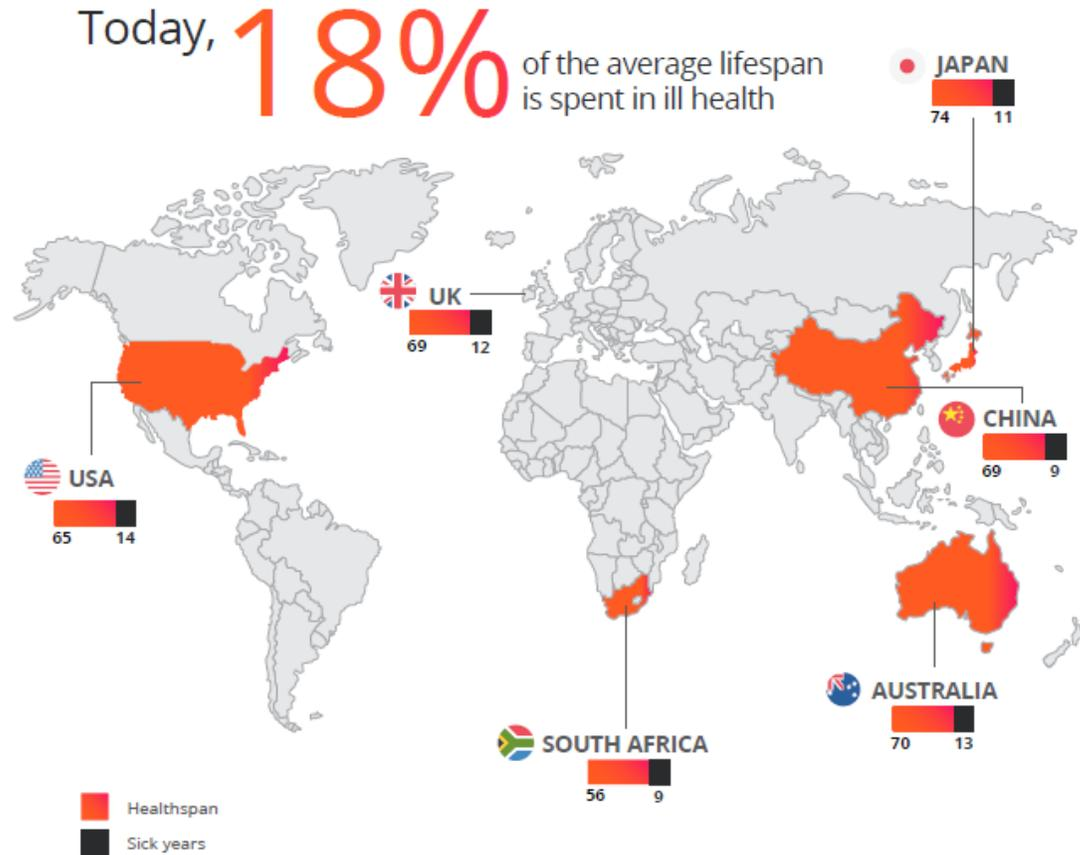 Today, 18% of the average lifespan
is spent in ill health
JAPAN
74 11
UK
69 12
CHINA
69 9
USA
65 14
AUSTRALIA
70 13
SOUTH AFRICA
56 9
Healthspan
Sick years